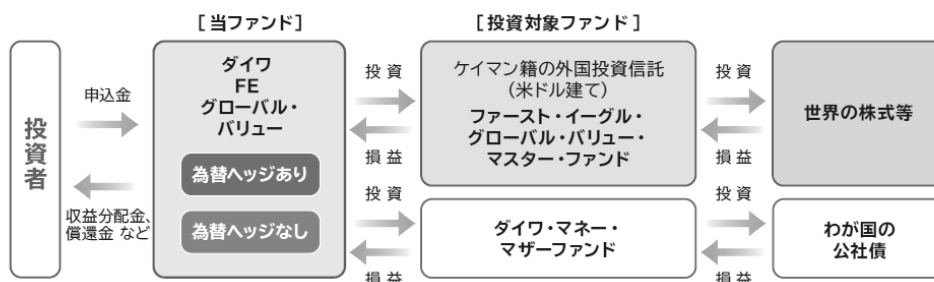 [当ファンド]
[投資対象ファンド]
投資者
申込金
収益分配金、
償還金 など
ダイワ
FE
グローバル・
バリュー
為替ヘッジあり
為替ヘッジなし
投 資
損 益
投 資
損 益
ケイマン籍の外国投資信託
(米ドル建て)
ファースト・イーグル・
グローバル・バリュー・
マスター・ファンド
ダイワ・マネー・
マザーファンド
投 資
損 益
投 資
損 益
世界の株式等
わが国の
公社債